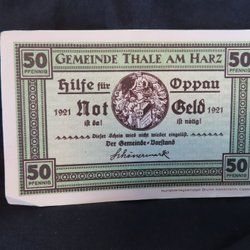 50 PFENNIG GEMEINDE THALE AM HARZ 50 PFENNIG
Hilfe für Oppau
1921 Not Geld 1921
ist da! ist nötig!
Dieser Schein wird nicht wieder eingelöst.
Der Gemeinde-Vorstand
Schönermark
50 PFENNIG 50 PFENNIG